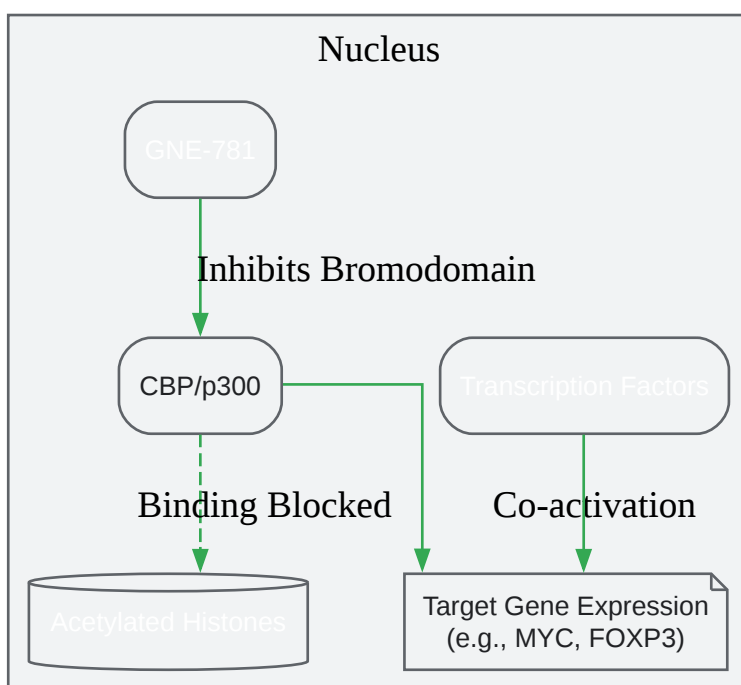 Nucleus
GNE-781
Inhibits Bromodomain
CBP/p300
Transcription Factors
Binding Blocked
Co-activation
Acetylated Histones
Target Gene Expression
(e.g., MYC, FOXP3)